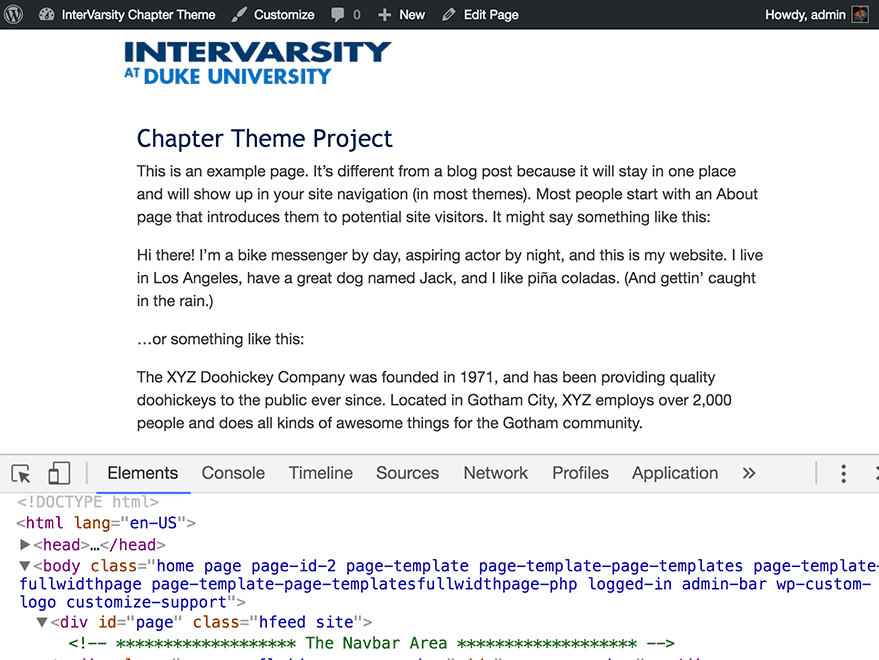 InterVarsity Chapter Theme Customize 0 New Edit Page Howdy, admin
INTERVARSITY
AT DUKE UNIVERSITY
Chapter Theme Project
This is an example page. It’s different from a blog post because it will stay in one place
and will show up in your site navigation (in most themes). Most people start with an About
page that introduces them to potential site visitors. It might say something like this:
Hi there! I’m a bike messenger by day, aspiring actor by night, and this is my website. I live
in Los Angeles, have a great dog named Jack, and I like piña coladas. (And gettin’ caught
in the rain.)
…or something like this:
The XYZ Doohickey Company was founded in 1971, and has been providing quality
doohickeys to the public ever since. Located in Gotham City, XYZ employs over 2,000
people and does all kinds of awesome things for the Gotham community.
Elements Console Timeline Sources Network Profiles Application »
<!DOCTYPE html>
<html lang="en-US">
▶<head>…</head>
▼<body class="home page page-id-2 page-template page-template-page-templates page-template-
fullwidthpage page-template-page-templatesfullwidthpage-php logged-in admin-bar wp-custom-
logo customize-support">
▼<div id="page" class="hfeed site">
<!-- ******************* The Navbar Area ******************* -->